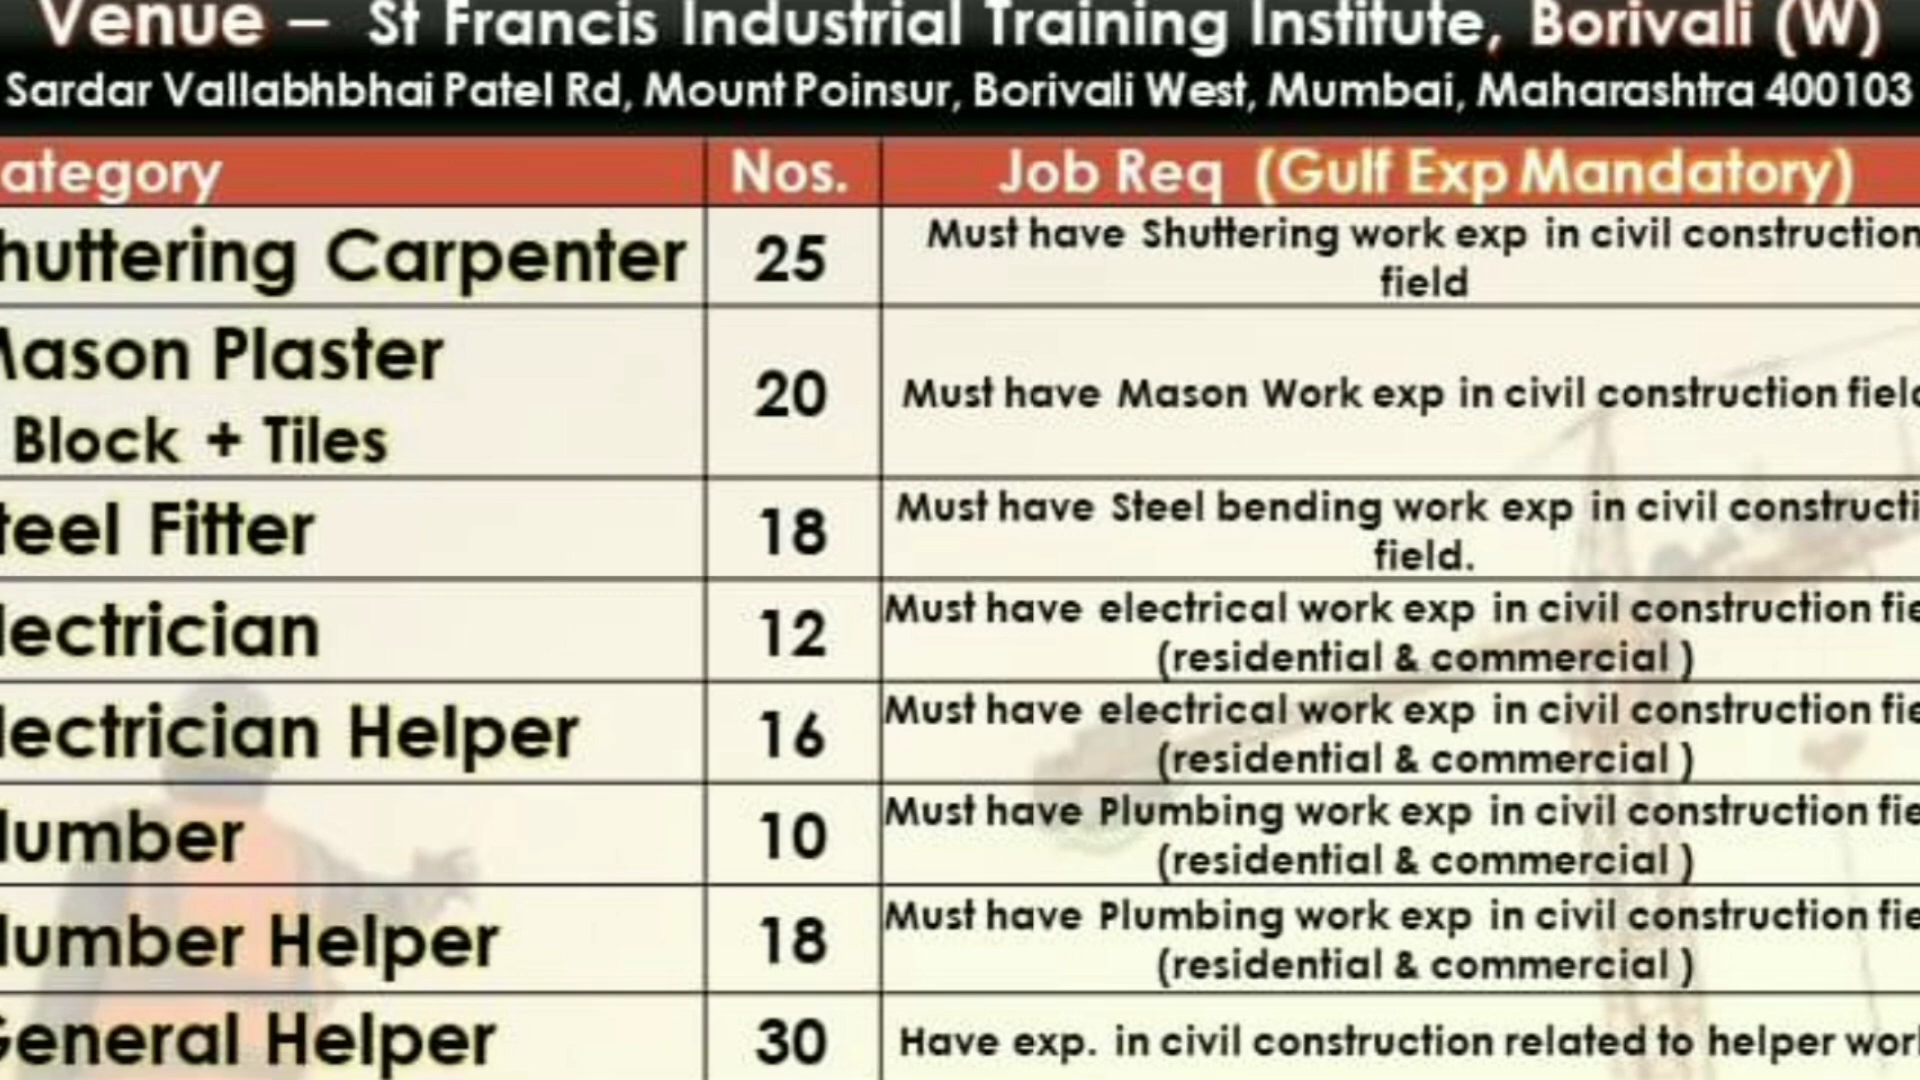 Venue – St Francis Industrial Training Institute, Borivali (W)
Sardar Vallabhbhai Patel Rd, Mount Poinsur, Borivali West, Mumbai, Maharashtra 400103
ategory Nos. Job Req (Gulf Exp Mandatory)
huttering Carpenter 25 Must have Shuttering work exp in civil construction
field
Mason Plaster
Block + Tiles 20 Must have Mason Work exp in civil construction field
teel Fitter 18 Must have Steel bending work exp in civil constructi
field.
lectrician 12 Must have electrical work exp in civil construction fie
(residential & commercial )
lectrician Helper 16 Must have electrical work exp in civil construction fie
(residential & commercial )
lumber 10 Must have Plumbing work exp in civil construction fie
(residential & commercial )
lumber Helper 18 Must have Plumbing work exp in civil construction fie
(residential & commercial )
General Helper 30 Have exp. in civil construction related to helper work